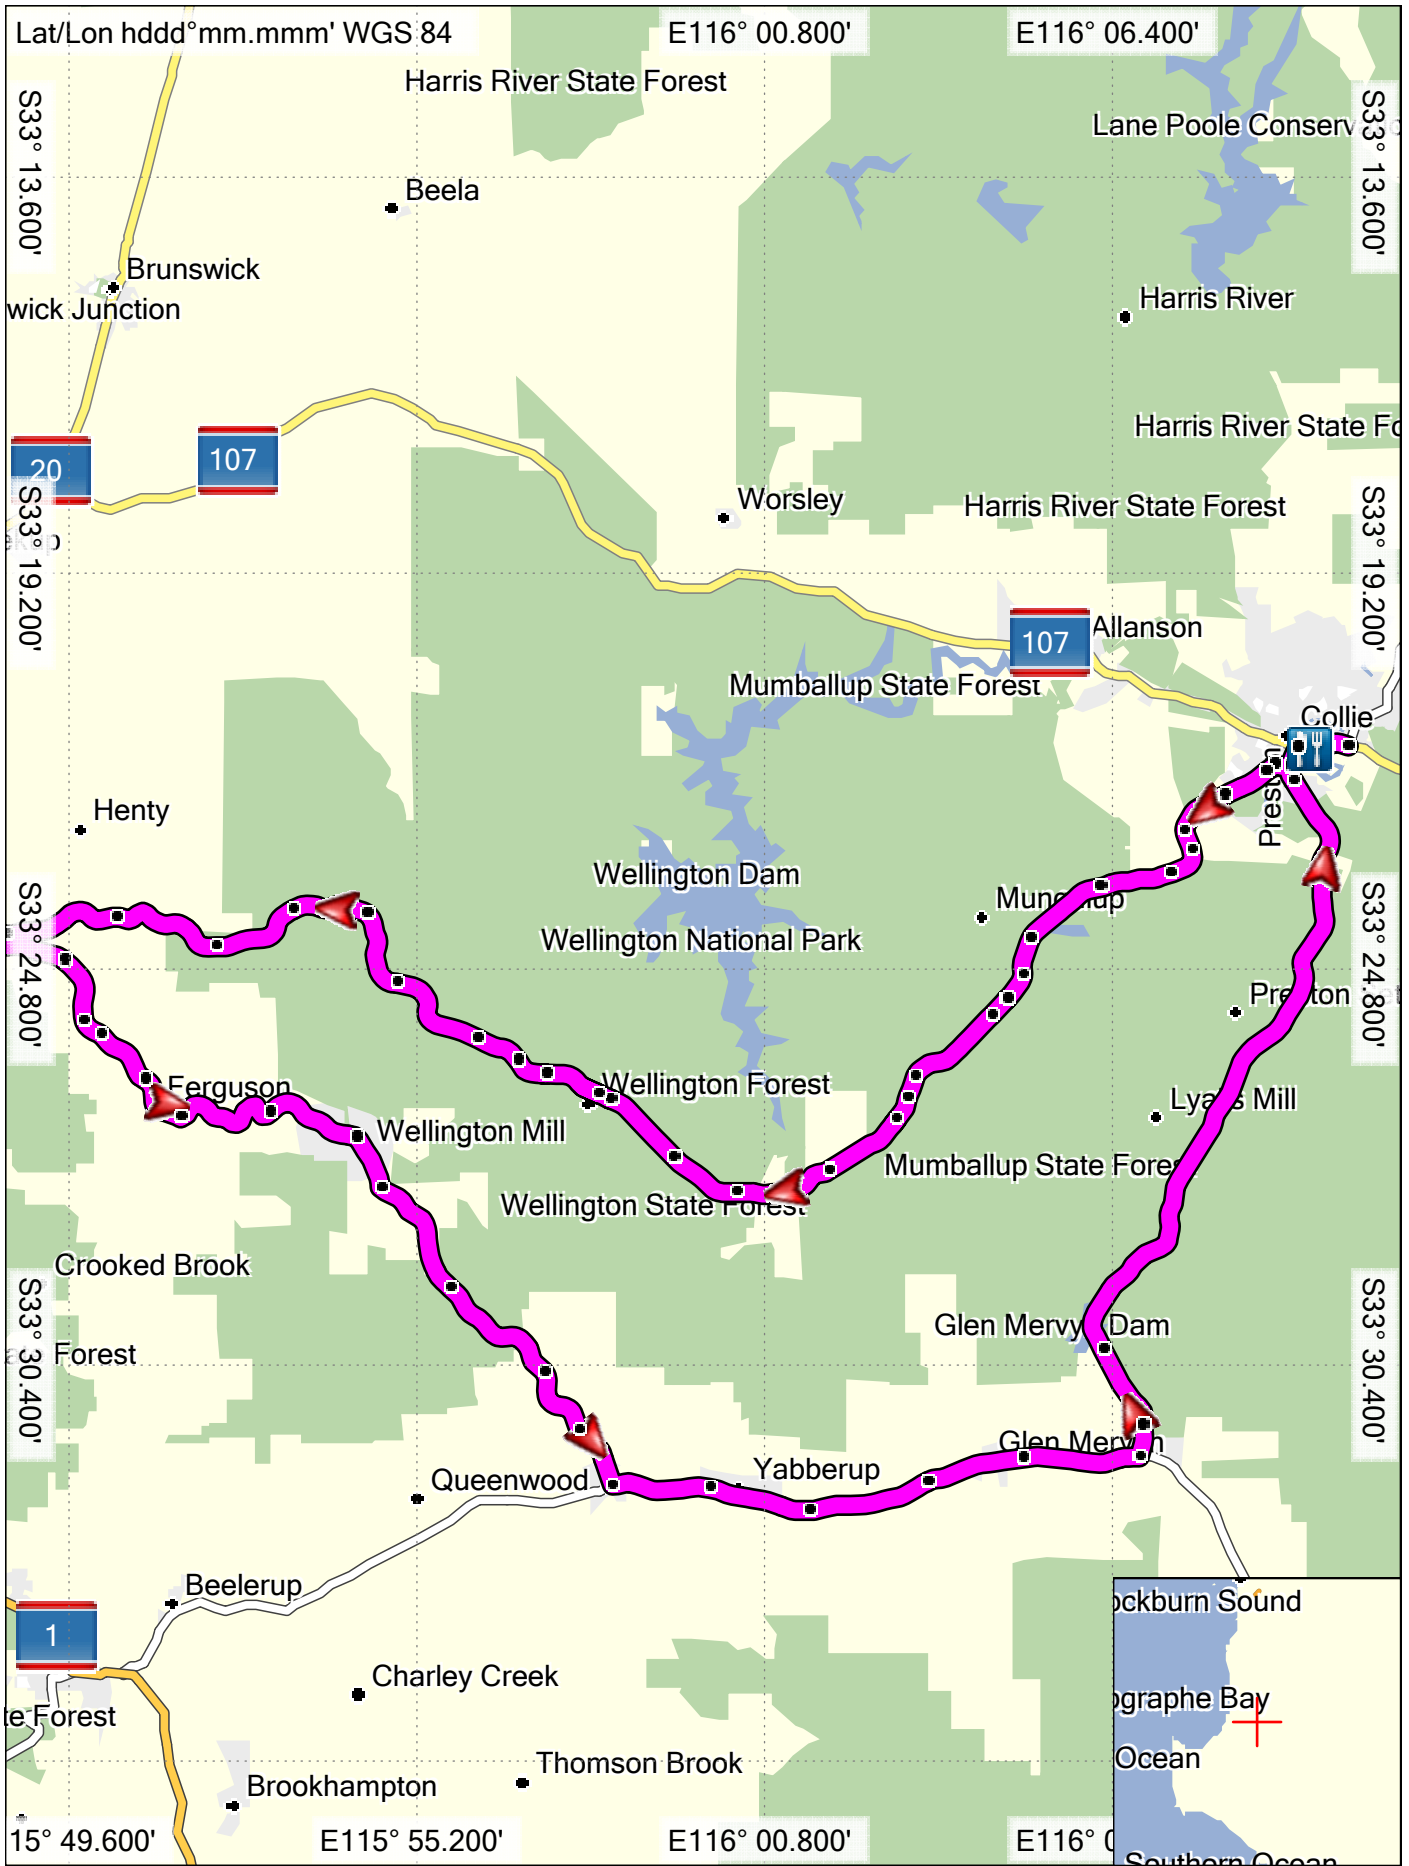 Lat/Lon hddd°mm.mmm' WGS 84
E116° 00.800'
E116° 06.400'
Harris River State Forest
S33° 13.600'
S33° 13.600'
Lane Poole Conserv
Beela
Brunswick
wick Junction
Harris River
Harris River State Fo
20
107
Worsley
Harris River State Forest
S33° 19.200'
S33° 19.200'
107
Allanson
Mumballup State Forest
Collie
Preston
Henty
Wellington Dam
Wellington National Park
S33° 24.800'
S33° 24.800'
Ferguson
Wellington Forest
Wellington Mill
Mumballup State Fores
Wellington State Forest
Crooked Brook
S33° 30.400'
S33° 30.400'
Glen Mervyn Dam
Forest
Glen Mervyn
Yabberup
Queenwood
Beelerup
1
Charley Creek
te Forest
Thomson Brook
Brookhampton
ockburn Sound
ographe Bay
Ocean
Southern Ocean
15° 49.600'
E115° 55.200'
E116° 00.800'
E116°